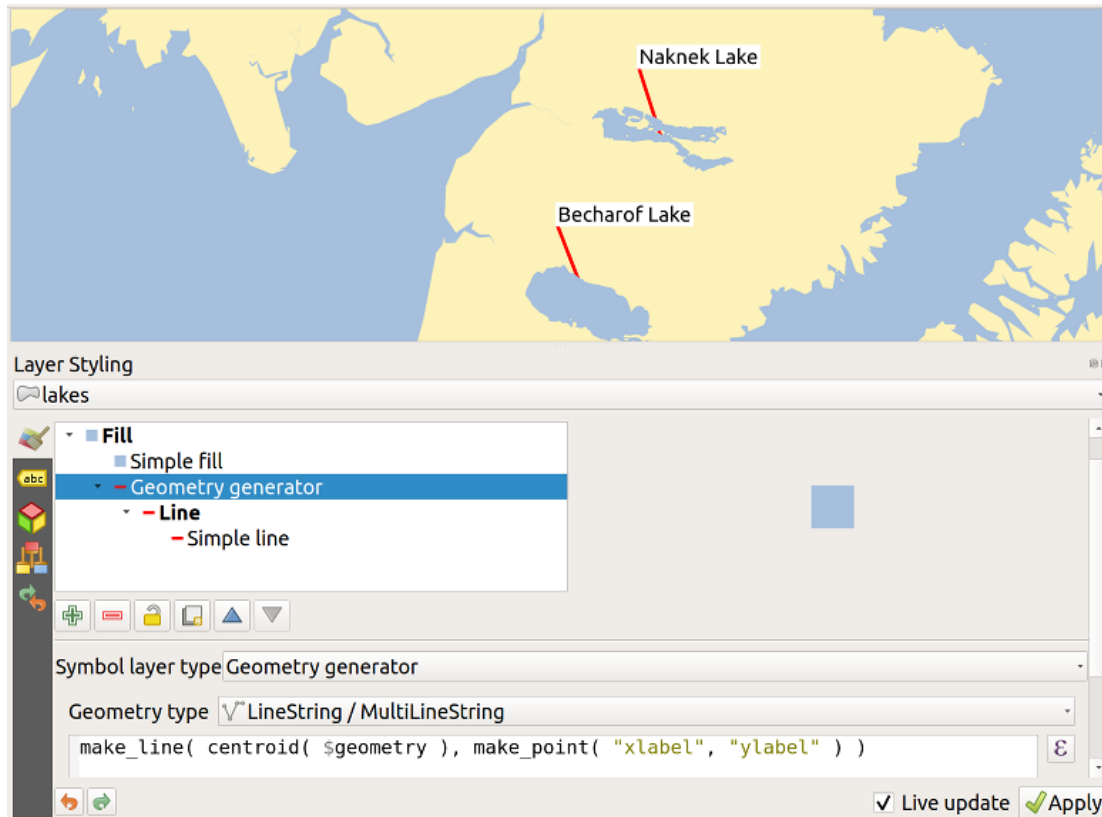 Naknek Lake
Becharof Lake
Layer Styling
lakes
Fill
abc
Simple fill
Geometry generator
Line
Simple line
Symbol layer type Geometry generator
Geometry type LineString / MultiLineString
make_line( centroid( $geometry ), make_point( "xlabel", "ylabel" ) ) ε
Live update Apply